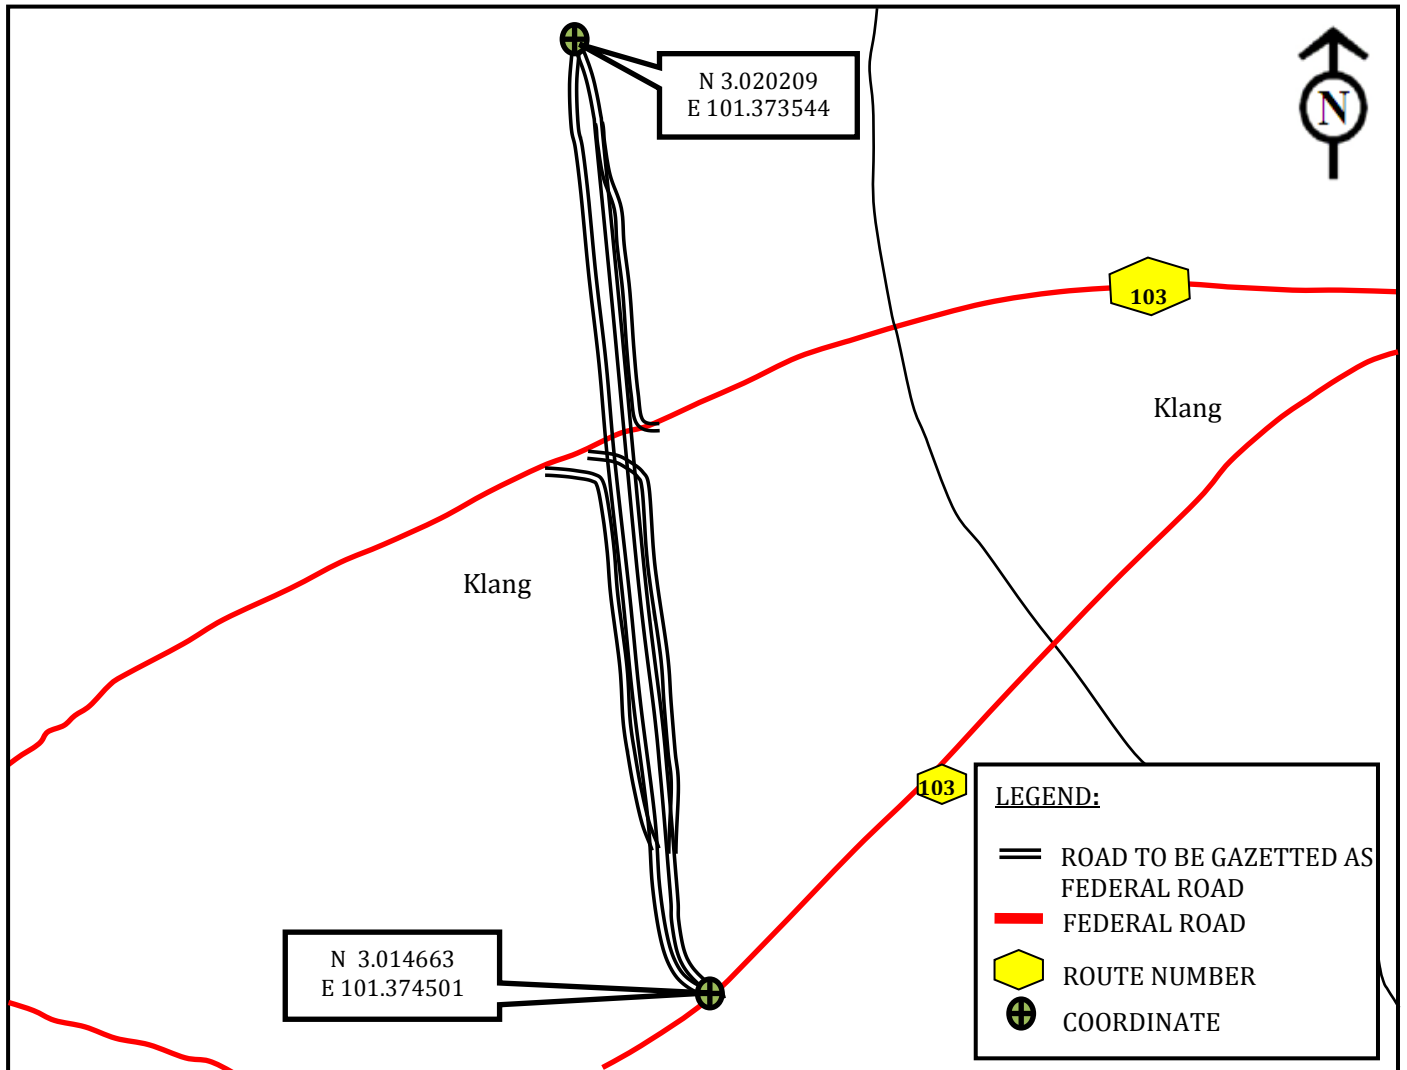 N 3.020209
E 101.373544
N
103
Klang
Klang
103
N 3.014663
E 101.374501
LEGEND:
ROAD TO BE GAZETTED AS
FEDERAL ROAD
FEDERAL ROAD
ROUTE NUMBER
COORDINATE